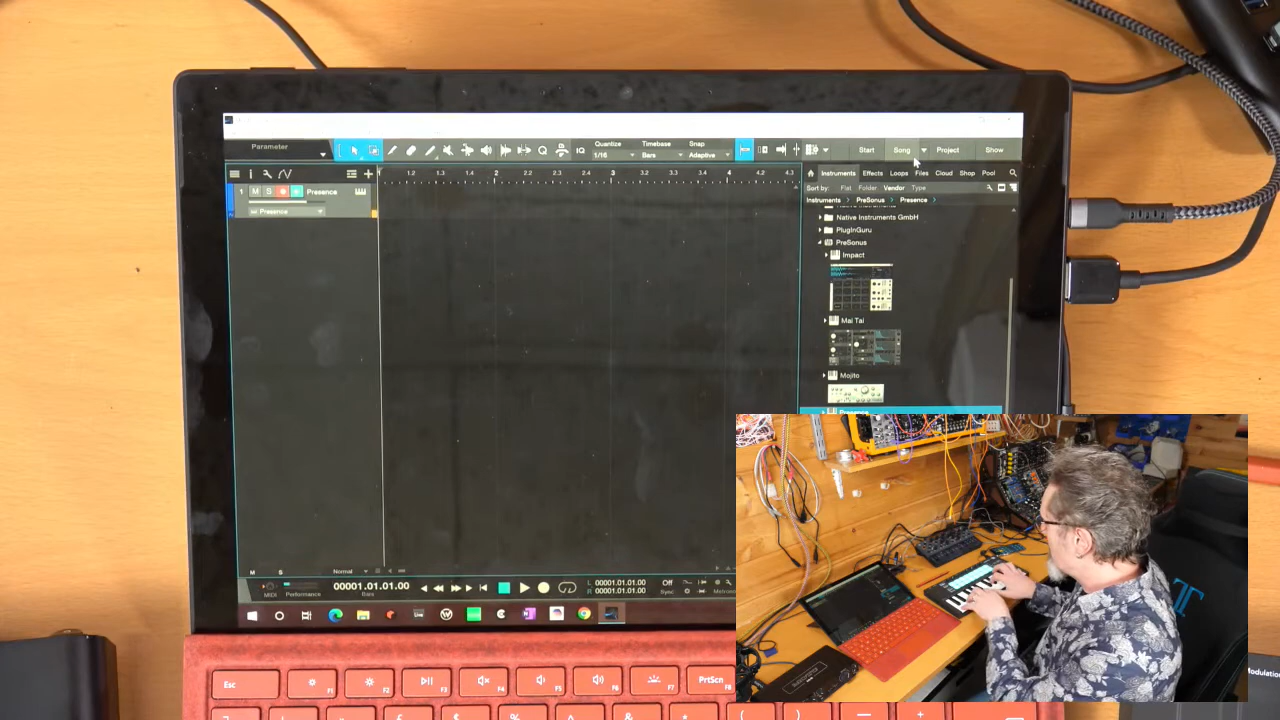 Parameter
Quantize
1/16
Timebase
Bars
Snap
Adaptive
IQ
Start
Song
Project
Show
1.2
1.3
1.4
2
2.2
2.3
2.4
3
3.2
3.3
3.4
4
4.2
4.3
Instruments
Effects
Loops
Files
Cloud
Shop
Pool
Sort by:
Flat
Folder
Vendor
Type
Instruments
PreSonus
Presence
1
M
S
Presence
Presence
Native Instruments GmbH
PlugInGuru
PreSonus
Impact
Mai Tai
Mojito
M
S
Normal
MIDI
Performance
00001.01.01.00
Bars
L 00001.01.01.00
R 00001.01.01.00
Off
Sync
Esc
F1
F2
F3
F4
F5
F6
F7
PrtScn
F8
Modulation